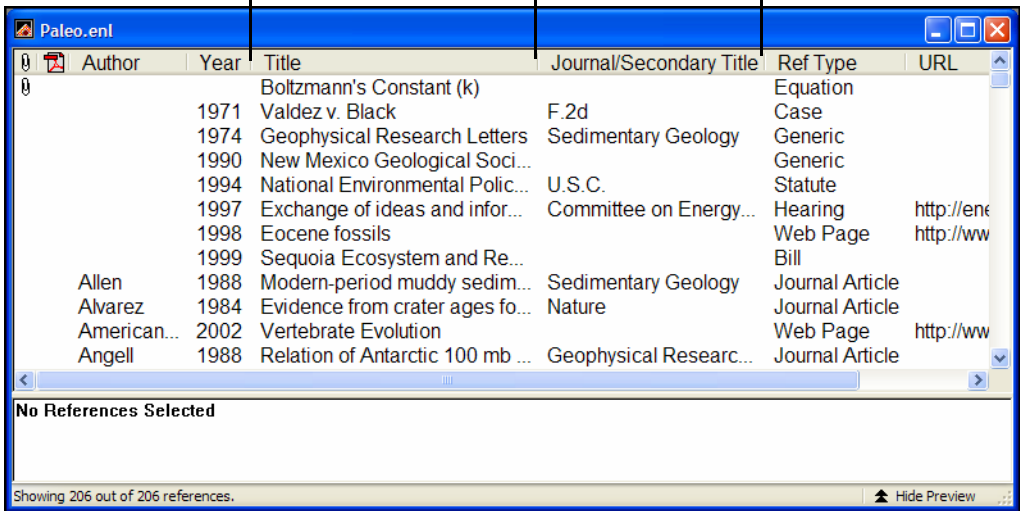 Paleo.enl
Author Year Title Journal/Secondary Title Ref Type URL
Boltzmann's Constant (k) Equation
1971 Valdez v. Black F.2d Case
1974 Geophysical Research Letters Sedimentary Geology Generic
1990 New Mexico Geological Soci... Generic
1994 National Environmental Polic... U.S.C. Statute
1997 Exchange of ideas and infor... Committee on Energy... Hearing http://ene
1998 Eocene fossils Web Page http://ww
1999 Sequoia Ecosystem and Re... Bill
Allen 1988 Modern-period muddy sedim... Sedimentary Geology Journal Article
Alvarez 1984 Evidence from crater ages fo... Nature Journal Article
American... 2002 Vertebrate Evolution Web Page http://ww
Angell 1988 Relation of Antarctic 100 mb ... Geophysical Researc... Journal Article
No References Selected
Showing 206 out of 206 references. Hide Preview